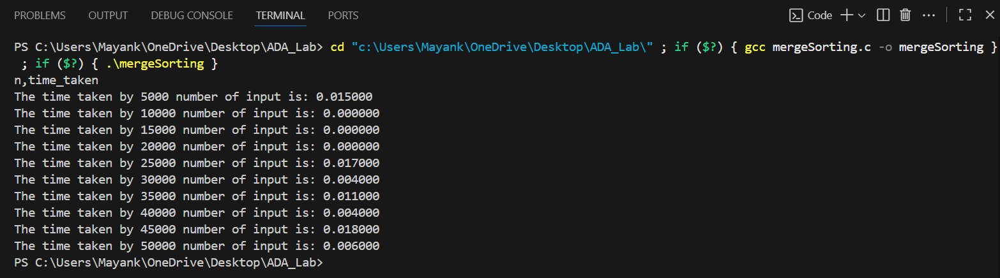 PROBLEMS OUTPUT DEBUG CONSOLE TERMINAL PORTS Code
PS C:\Users\Mayank\OneDrive\Desktop\ADA_Lab> cd "c:\Users\Mayank\OneDrive\Desktop\ADA_Lab\" ; if ($?) { gcc mergeSorting.c -o mergeSorting }
 ; if ($?) { .\mergeSorting }
n,time_taken
The time taken by 5000 number of input is: 0.015000
The time taken by 10000 number of input is: 0.000000
The time taken by 15000 number of input is: 0.000000
The time taken by 20000 number of input is: 0.000000
The time taken by 25000 number of input is: 0.017000
The time taken by 30000 number of input is: 0.004000
The time taken by 35000 number of input is: 0.011000
The time taken by 40000 number of input is: 0.004000
The time taken by 45000 number of input is: 0.018000
The time taken by 50000 number of input is: 0.006000
PS C:\Users\Mayank\OneDrive\Desktop\ADA_Lab>